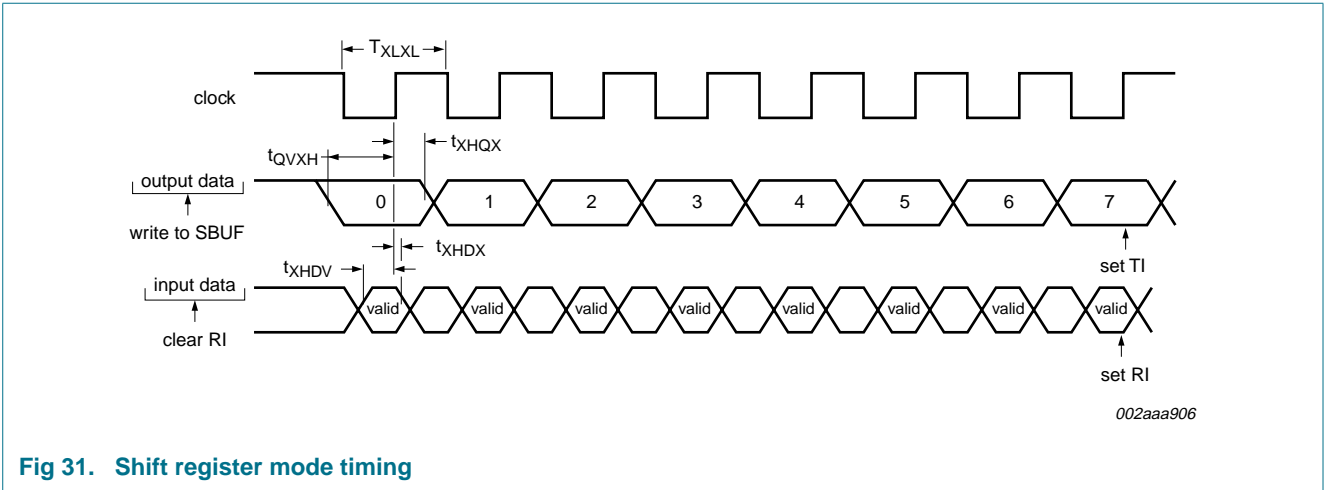 TXLXL
clock
tXHQX
tQVXH
output data
0 1 2 3 4 5 6 7
write to SBUF
tXHDX
set TI
tXHDV
input data
valid valid valid valid valid valid valid valid
clear RI
set RI
002aaa906
Fig 31. Shift register mode timing